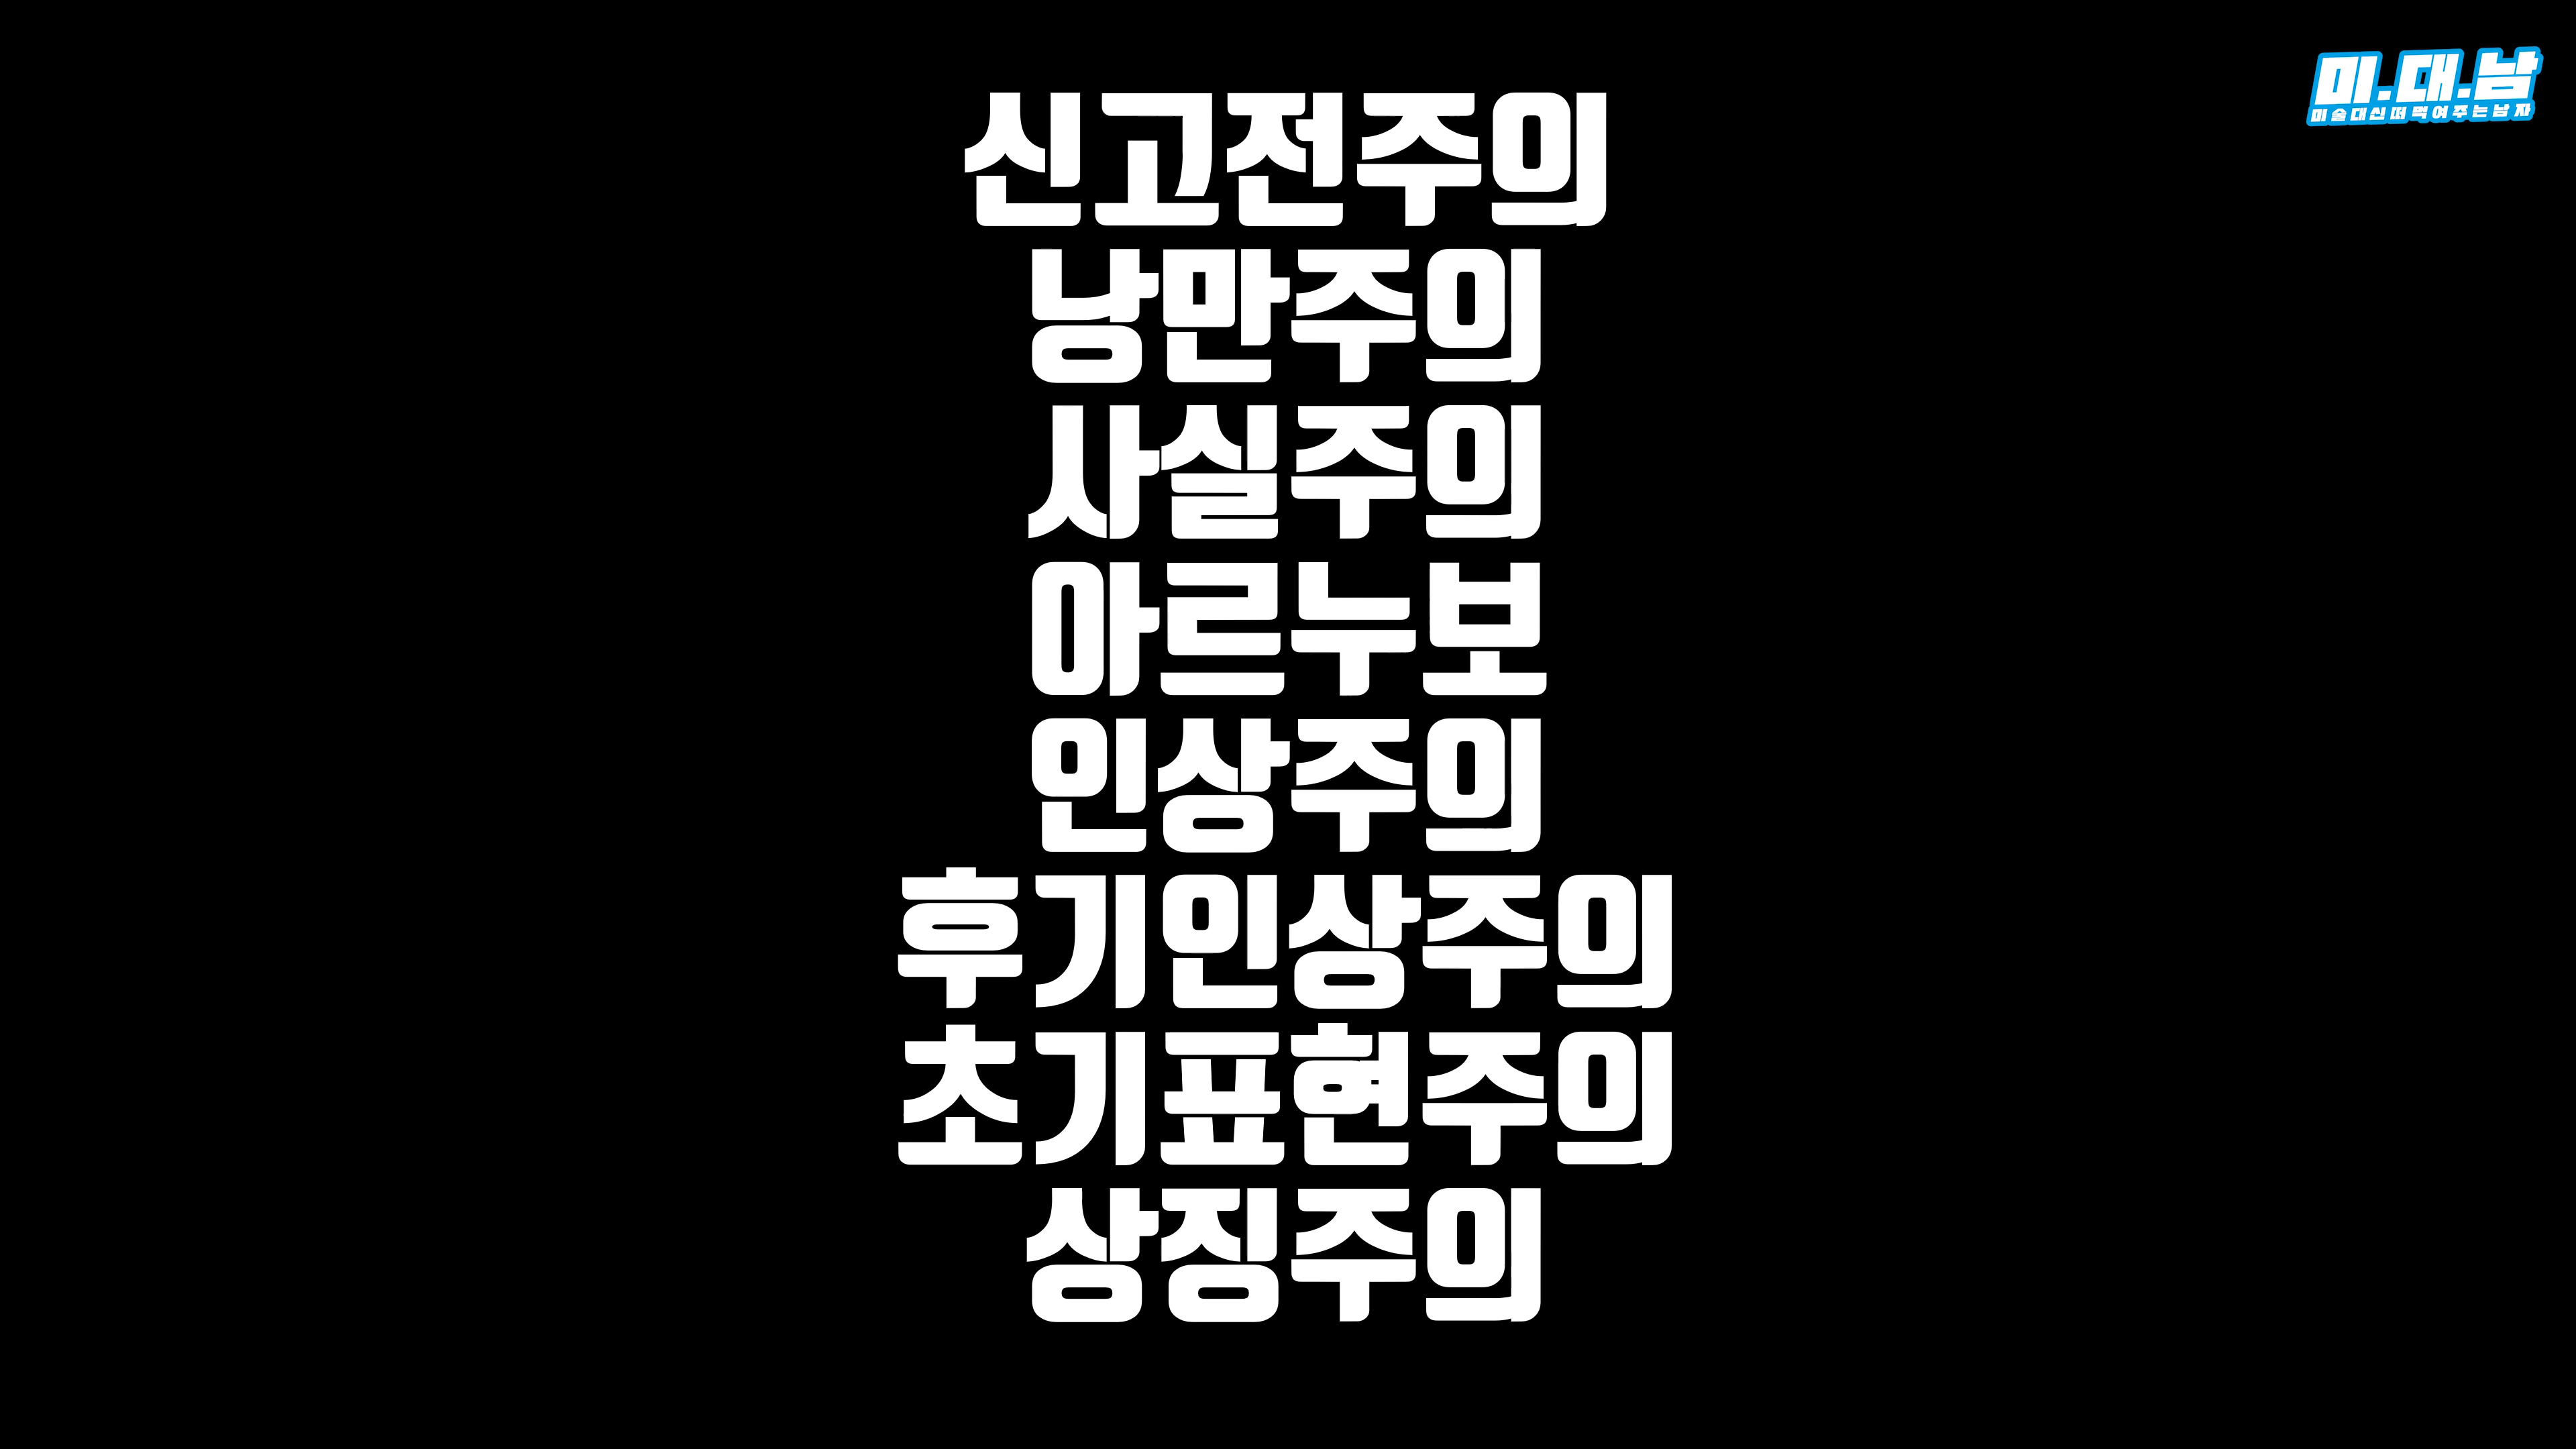 미.대.남
미술대신떠먹여주는남자
신고전주의
낭만주의
사실주의
아르누보
인상주의
후기인상주의
초기표현주의
상징주의